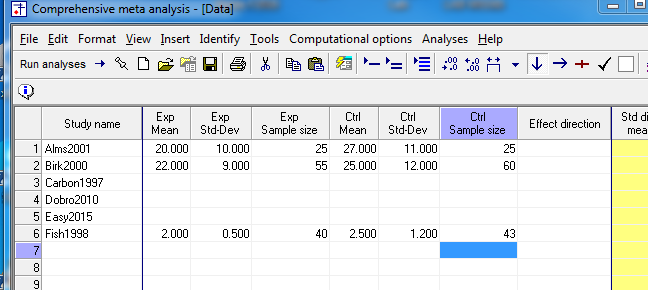 Comprehensive meta analysis - [Data]
File Edit Format View Insert Identify Tools Computational options Analyses Help
Run analyses
Study name Exp Mean Exp Std-Dev Exp Sample size Ctrl Mean Ctrl Std-Dev Ctrl Sample size Effect direction Std di mea
1 Alms2001 20.000 10.000 25 27.000 11.000 25
2 Birk2000 22.000 9.000 55 25.000 12.000 60
3 Carbon1997
4 Dobro2010
5 Easy2015
6 Fish1998 2.000 0.500 40 2.500 1.200 43
7
8
9